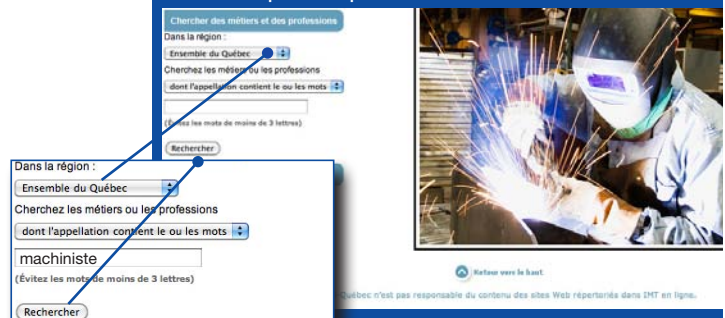 Chercher des métiers et des professions
Dans la région :
Ensemble du Québec
Cherchez les métiers ou les professions
dont l'appellation contient le ou les mots
(Évitez les mots de moins de 3 lettres)
Rechercher
Dans la région :
Ensemble du Québec
Cherchez les métiers ou les professions
dont l'appellation contient le ou les mots
machiniste
(Évitez les mots de moins de 3 lettres)
Rechercher
Retour vers le haut
Québec n'est pas responsable du contenu des sites Web répertoriés dans IMT en ligne.